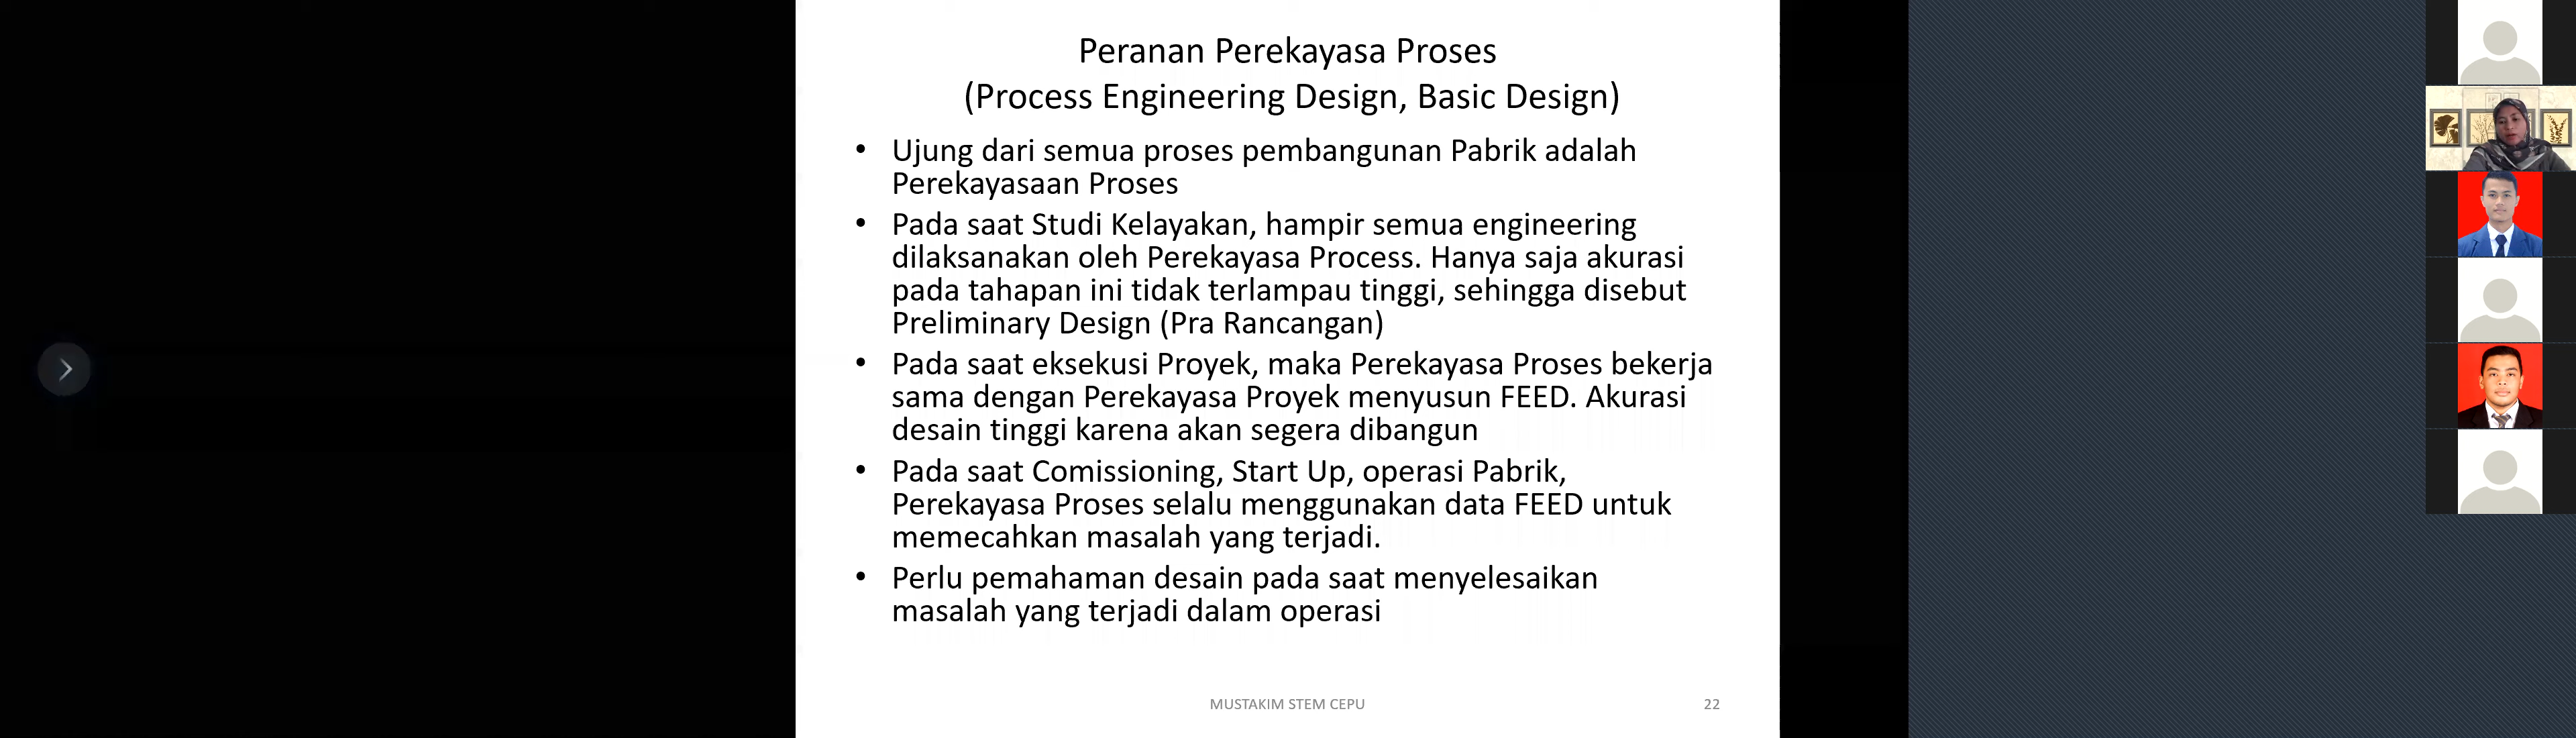 Peranan Perekayasa Proses
(Process Engineering Design, Basic Design)
• Ujung dari semua proses pembangunan Pabrik adalah
Perekayasaan Proses
• Pada saat Studi Kelayakan, hampir semua engineering
dilaksanakan oleh Perekayasa Process. Hanya saja akurasi
pada tahapan ini tidak terlampau tinggi, sehingga disebut
Preliminary Design (Pra Rancangan)
• Pada saat eksekusi Proyek, maka Perekayasa Proses bekerja
sama dengan Perekayasa Proyek menyusun FEED. Akurasi
desain tinggi karena akan segera dibangun
• Pada saat Comissioning, Start Up, operasi Pabrik,
Perekayasa Proses selalu menggunakan data FEED untuk
memecahkan masalah yang terjadi.
• Perlu pemahaman desain pada saat menyelesaikan
masalah yang terjadi dalam operasi
MUSTAKIM STEM CEPU
22